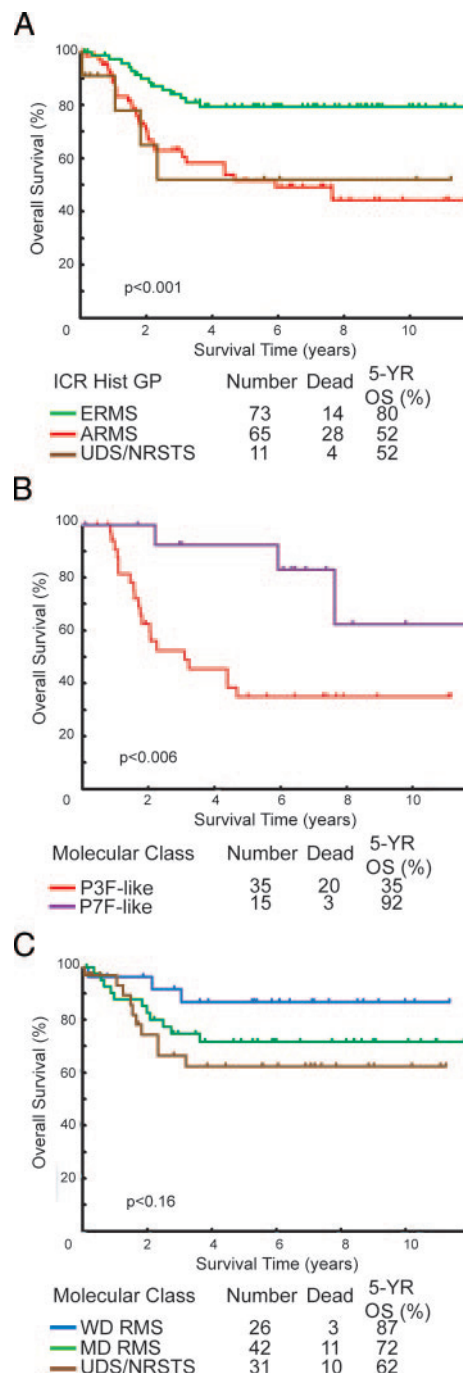 A
100
80
60
40
20
0
2
4
6
8
10
Overall Survival (%)
p<0.001
Survival Time (years)
ICR Hist GP Number Dead 5-YR OS (%)
ERMS 73 14 80
ARMS 65 28 52
UDS/NRSTS 11 4 52
B
100
80
60
40
20
0
2
4
6
8
10
Overall Survival (%)
p<0.006
Survival Time (years)
Molecular Class Number Dead 5-YR OS (%)
P3F-like 35 20 35
P7F-like 15 3 92
C
100
80
60
40
20
0
2
4
6
8
10
Overall Survival (%)
p<0.16
Survival Time (years)
Molecular Class Number Dead 5-YR OS (%)
WD RMS 26 3 87
MD RMS 42 11 72
UDS/NRSTS 31 10 62